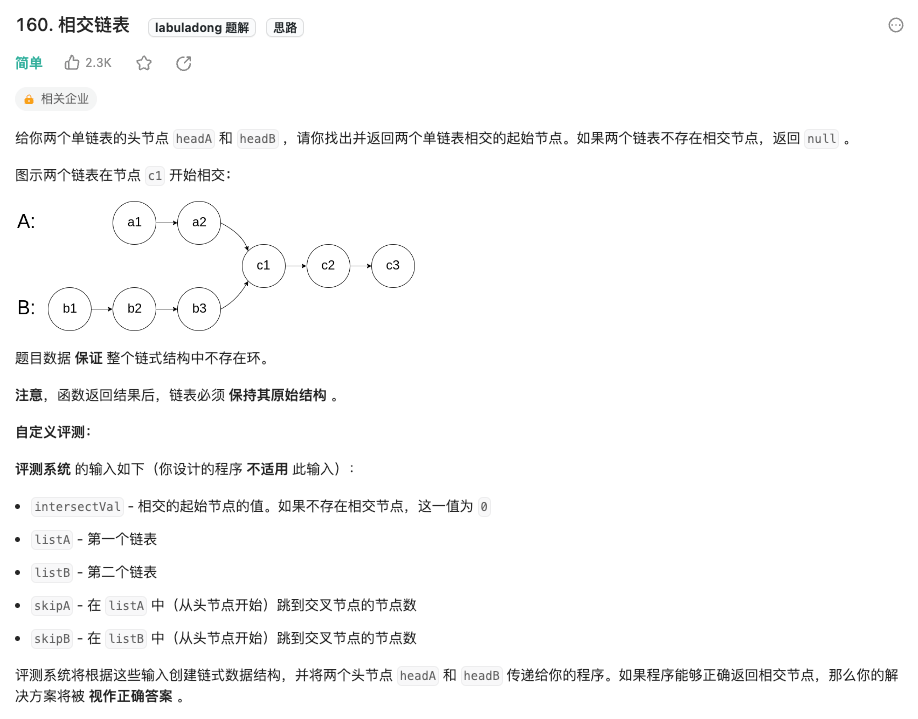 160. 相交链表 labuladong 题解 思路
简单 2.3K
相关企业
给你两个单链表的头节点 headA 和 headB ，请你找出并返回两个单链表相交的起始节点。如果两个链表不存在相交节点，返回 null 。
图示两个链表在节点 c1 开始相交：
A: a1 a2
c1 c2 c3
B: b1 b2 b3
题目数据 保证 整个链式结构中不存在环。
注意，函数返回结果后，链表必须 保持其原始结构 。
自定义评测：
评测系统 的输入如下（你设计的程序 不适用 此输入）：
• intersectVal - 相交的起始节点的值。如果不存在相交节点，这一值为 0
• listA - 第一个链表
• listB - 第二个链表
• skipA - 在 listA 中（从头节点开始）跳到交叉节点的节点数
• skipB - 在 listB 中（从头节点开始）跳到交叉节点的节点数
评测系统将根据这些输入创建链式数据结构，并将两个头节点 headA 和 headB 传递给你的程序。如果程序能够正确返回相交节点，那么你的解
决方案将被 视作正确答案 。